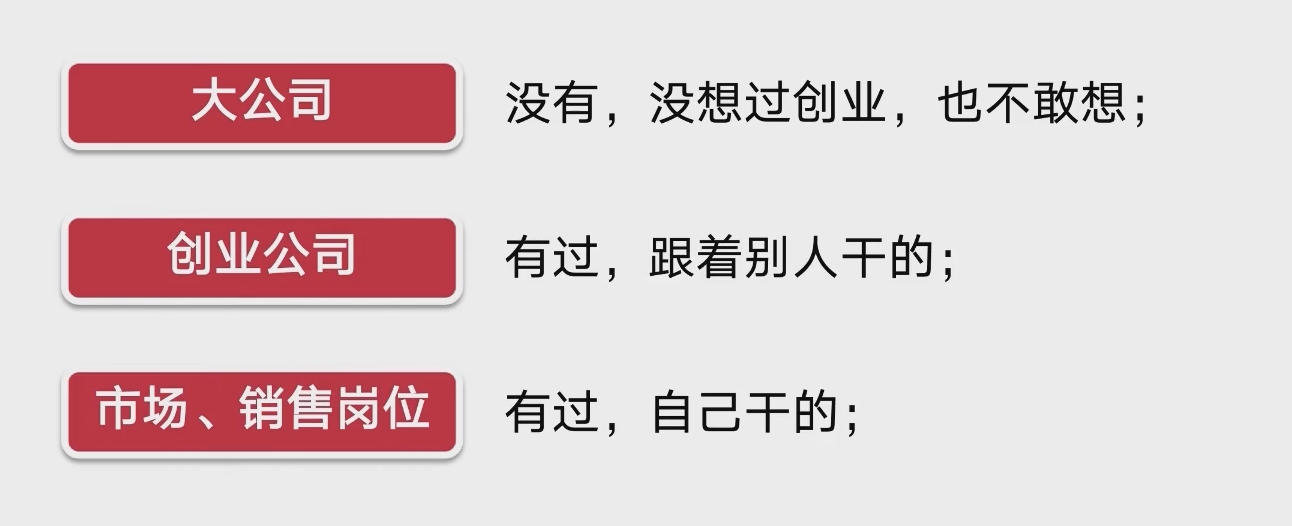 大公司 没有，没想过创业，也不敢想；
创业公司 有过，跟着别人干的；
市场、销售岗位 有过，自己干的；